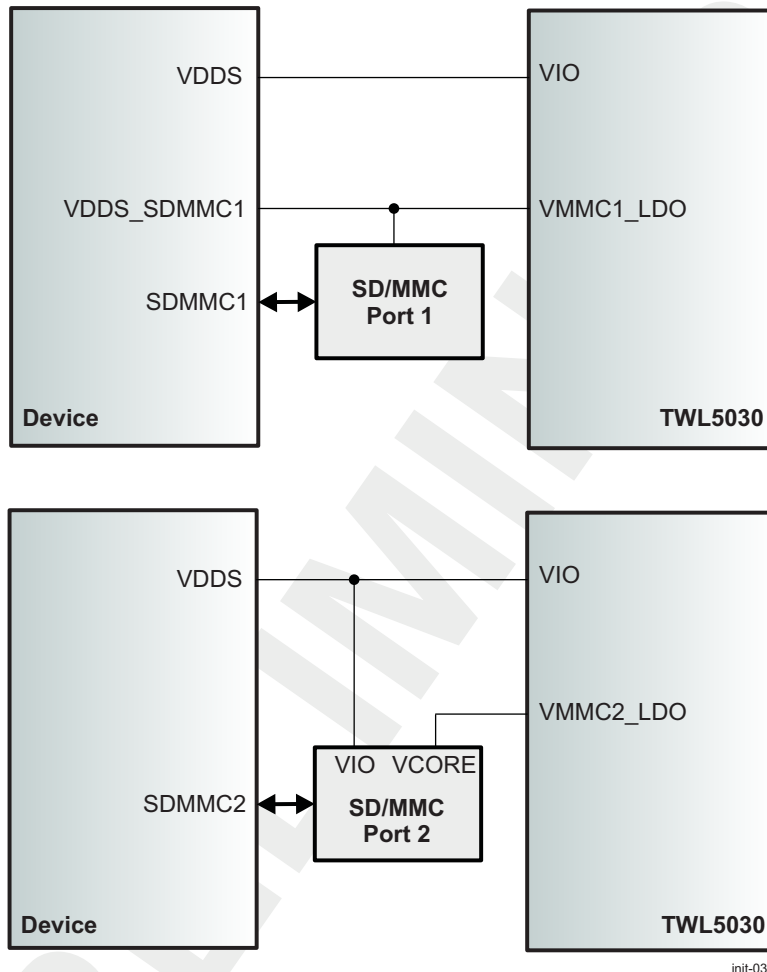 VDDS
VIO
VDDS_SDMMC1
VMMC1_LDO
SDMMC1
SD/MMC
Port 1
Device
TWL5030
VDDS
VIO
VMMC2_LDO
VIO VCORE
SDMMC2
SD/MMC
Port 2
Device
TWL5030
init-03